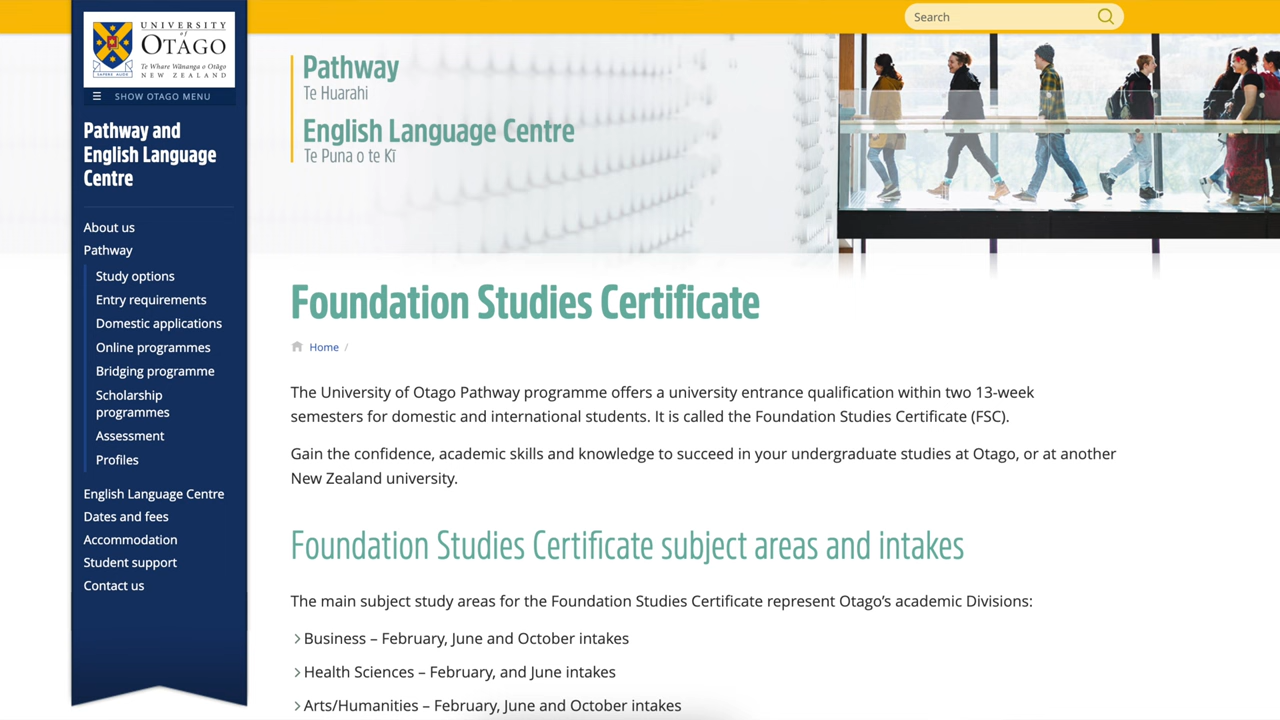 Search
UNIVERSITY
of
OTAGO
Te Whare Wānanga o Otāgo
NEW ZEALAND
SAPERE AUDE
SHOW OTAGO MENU
Pathway and
English Language
Centre
About us
Pathway
Study options
Entry requirements
Domestic applications
Online programmes
Bridging programme
Scholarship
programmes
Assessment
Profiles
English Language Centre
Dates and fees
Accommodation
Student support
Contact us
Pathway
Te Huarahi
English Language Centre
Te Puna o te Kī
Foundation Studies Certificate
Home /
The University of Otago Pathway programme offers a university entrance qualification within two 13-week
semesters for domestic and international students. It is called the Foundation Studies Certificate (FSC).
Gain the confidence, academic skills and knowledge to succeed in your undergraduate studies at Otago, or at another
New Zealand university.
Foundation Studies Certificate subject areas and intakes
The main subject study areas for the Foundation Studies Certificate represent Otago’s academic Divisions:
Business – February, June and October intakes
Health Sciences – February, and June intakes
Arts/Humanities – February, June and October intakes